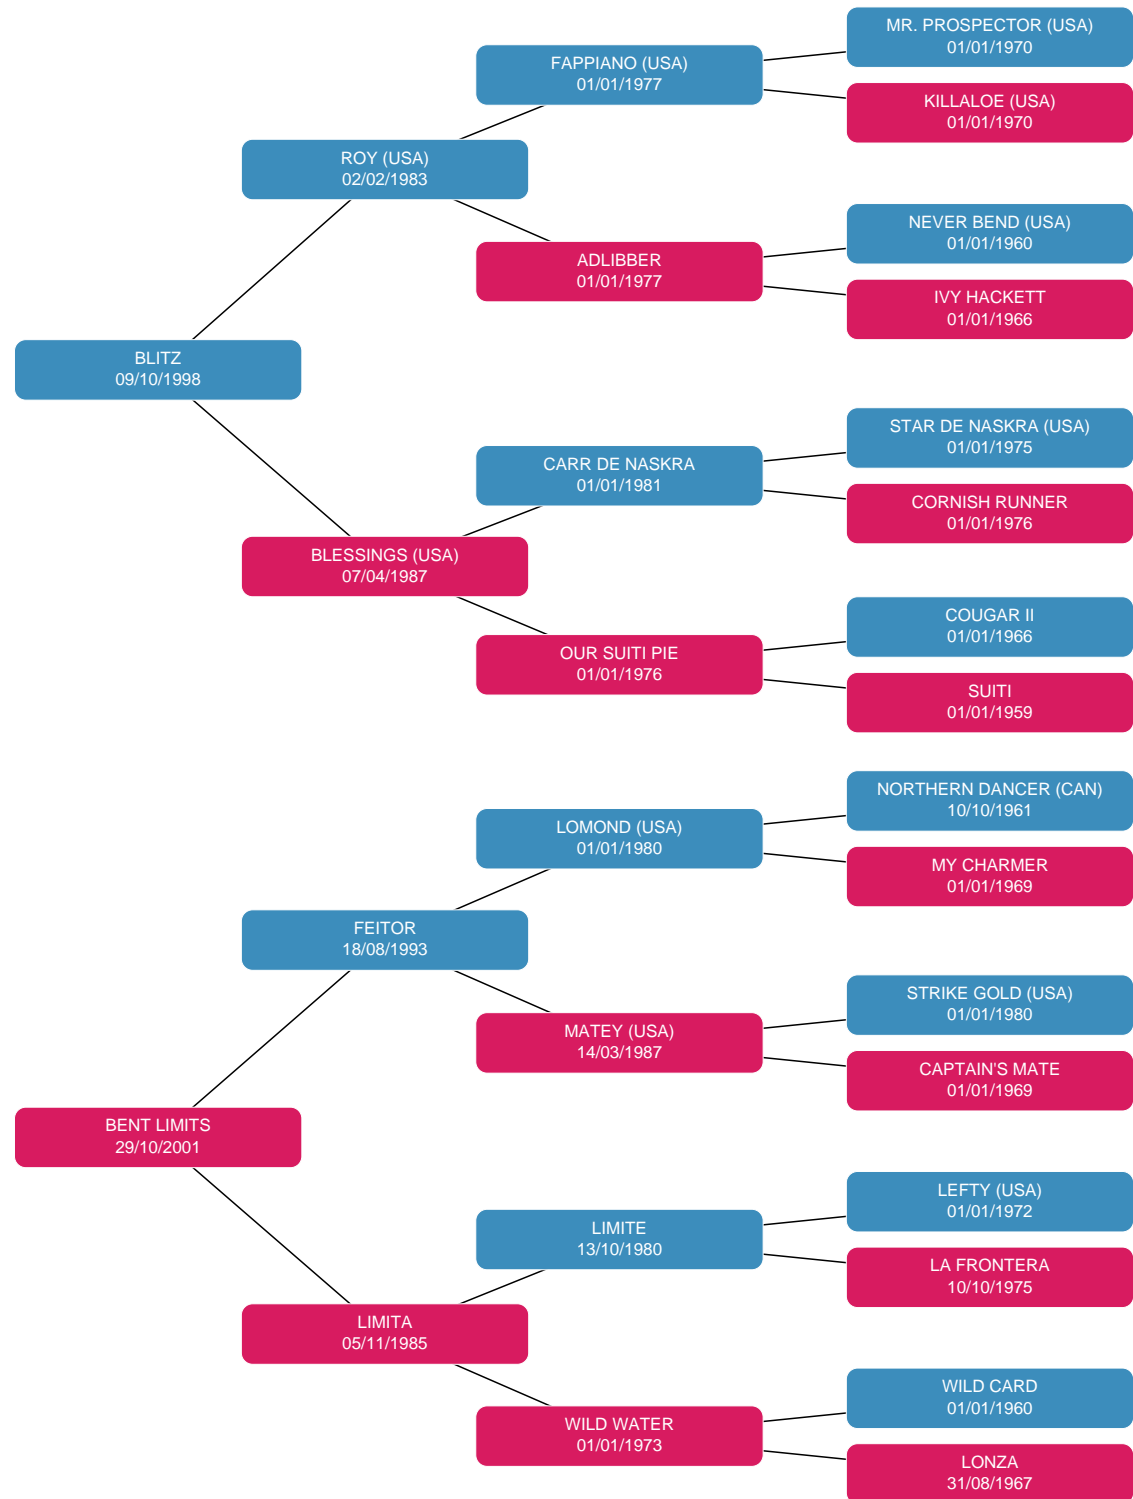 MR. PROSPECTOR (USA)
01/01/1970
FAPPIANO (USA)
01/01/1977
KILLALOE (USA)
01/01/1970
ROY (USA)
02/02/1983
NEVER BEND (USA)
01/01/1960
ADLIBBER
01/01/1977
IVY HACKETT
01/01/1966
BLITZ
09/10/1998
STAR DE NASKRA (USA)
01/01/1975
CARR DE NASKRA
01/01/1981
CORNISH RUNNER
01/01/1976
BLESSINGS (USA)
07/04/1987
COUGAR II
01/01/1966
OUR SUITI PIE
01/01/1976
SUITI
01/01/1959
NORTHERN DANCER (CAN)
10/10/1961
LOMOND (USA)
01/01/1980
MY CHARMER
01/01/1969
FEITOR
18/08/1993
STRIKE GOLD (USA)
01/01/1980
MATEY (USA)
14/03/1987
CAPTAIN'S MATE
01/01/1969
BENT LIMITS
29/10/2001
LEFTY (USA)
01/01/1972
LIMITE
13/10/1980
LA FRONTERA
10/10/1975
LIMITA
05/11/1985
WILD CARD
01/01/1960
WILD WATER
01/01/1973
LONZA
31/08/1967